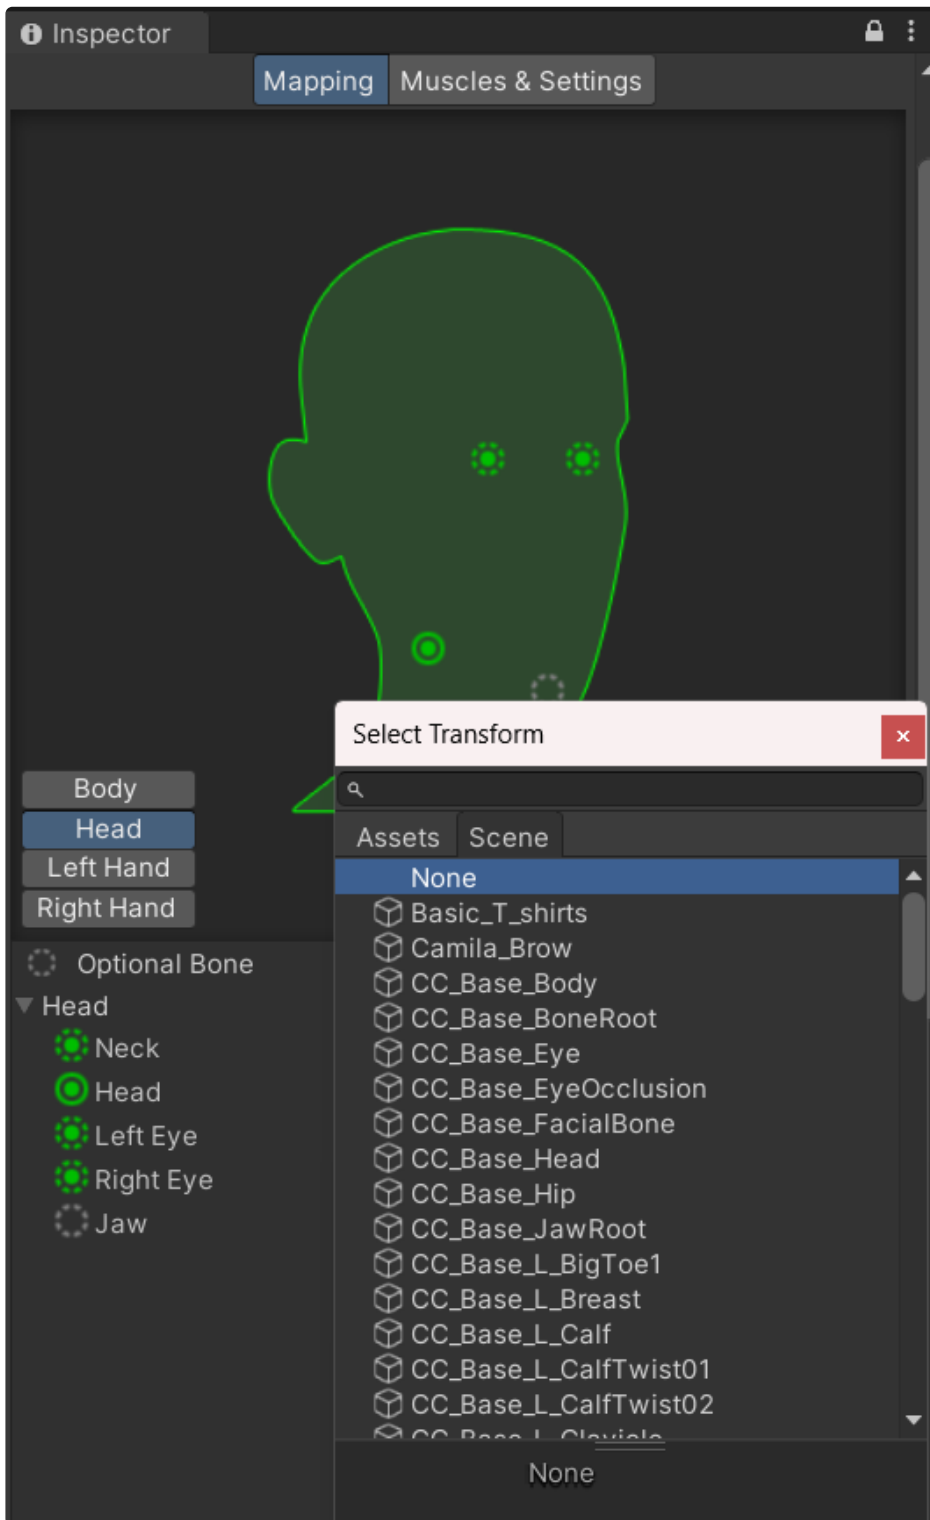 Inspector
Mapping Muscles & Settings
Select Transform
Body
Head
Left Hand
Right Hand
Assets Scene
None
Basic_T_shirts
Camila_Brow
CC_Base_Body
CC_Base_BoneRoot
CC_Base_Eye
CC_Base_EyeOcclusion
CC_Base_FacialBone
CC_Base_Head
CC_Base_Hip
CC_Base_JawRoot
CC_Base_L_BigToe1
CC_Base_L_Breast
CC_Base_L_Calf
CC_Base_L_CalfTwist01
CC_Base_L_CalfTwist02
CC_Base_L_Clavicle
None
Optional Bone
Head
Neck
Head
Left Eye
Right Eye
Jaw